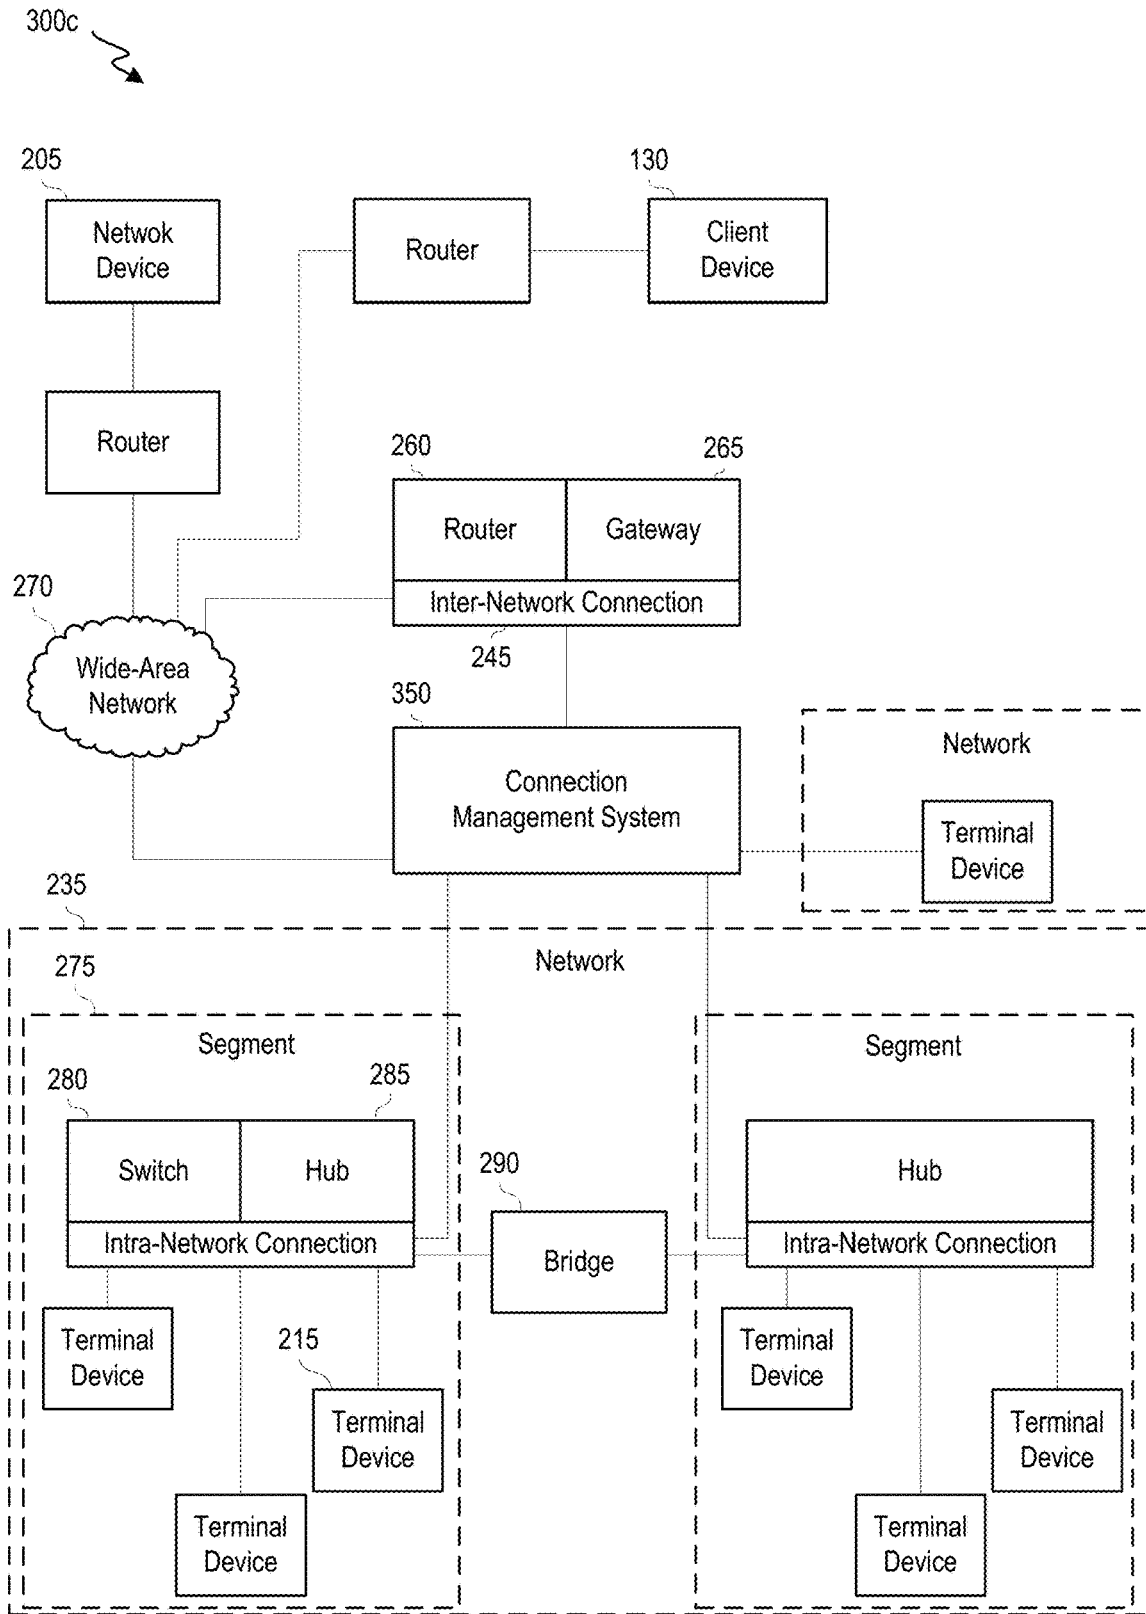 300c
205
130
Netwok
Device
Router
Client
Device
Router
260
265
Router
Gateway
270
Inter-Network Connection
245
Wide-Area
Network
350
Network
Connection
Management System
Terminal
Device
235
Network
275
Segment
Segment
280
285
Switch
Hub
290
Hub
Intra-Network Connection
Bridge
Intra-Network Connection
Terminal
Device
215
Terminal
Device
Terminal
Device
Terminal
Device
Terminal
Device
Terminal
Device